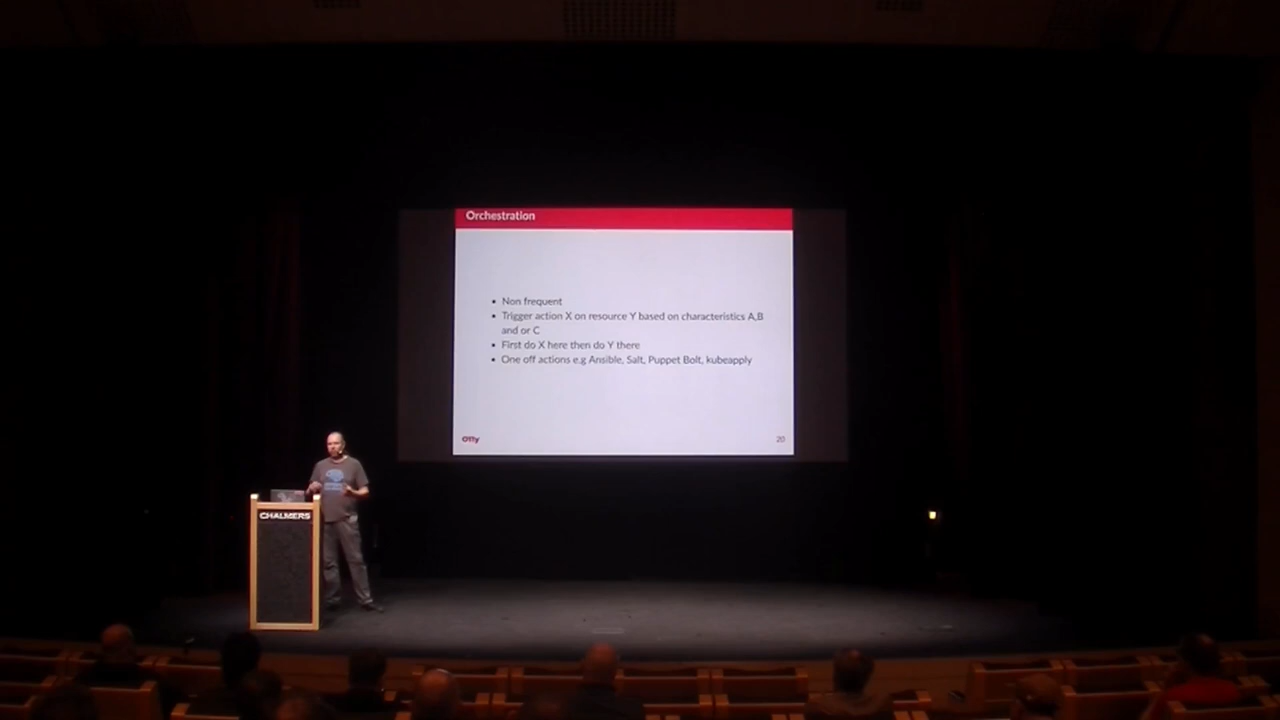 Orchestration
• Non frequent
• Trigger action X on resource Y based on characteristics A,B
and or C
• First do X here then do Y there
• One off actions e.g Ansible, Salt, Puppet Bolt, kubeapply
O11y
20
CHALMERS